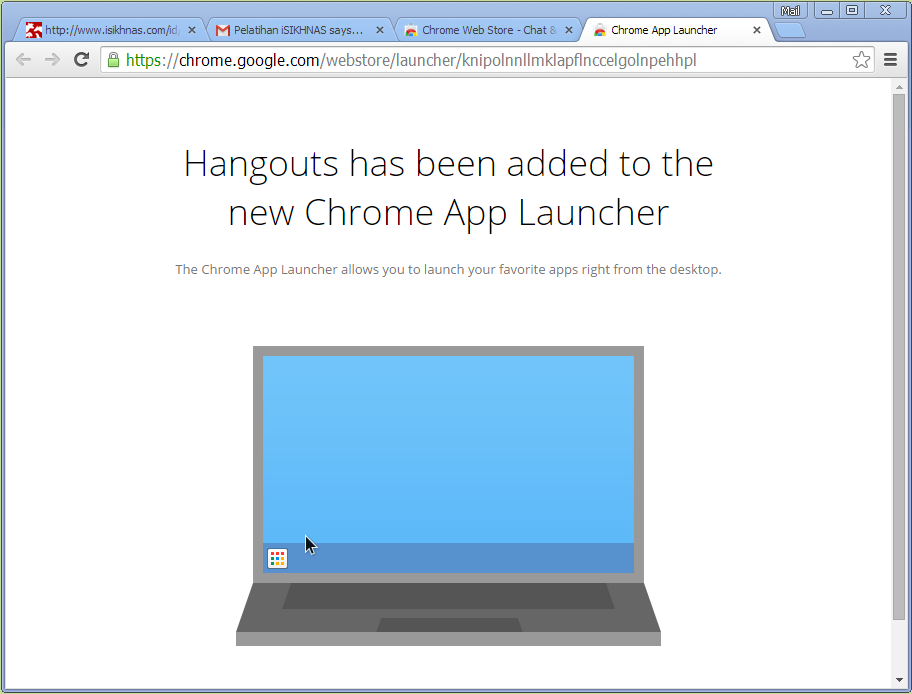 Mail
http://www.isikhnas.com/id,
Pelatihan iSIKHNAS says...
Chrome Web Store - Chat &
Chrome App Launcher
https://chrome.google.com/webstore/launcher/knipolnnllmklapflnccelgolnpehhpl
Hangouts has been added to the
new Chrome App Launcher
The Chrome App Launcher allows you to launch your favorite apps right from the desktop.